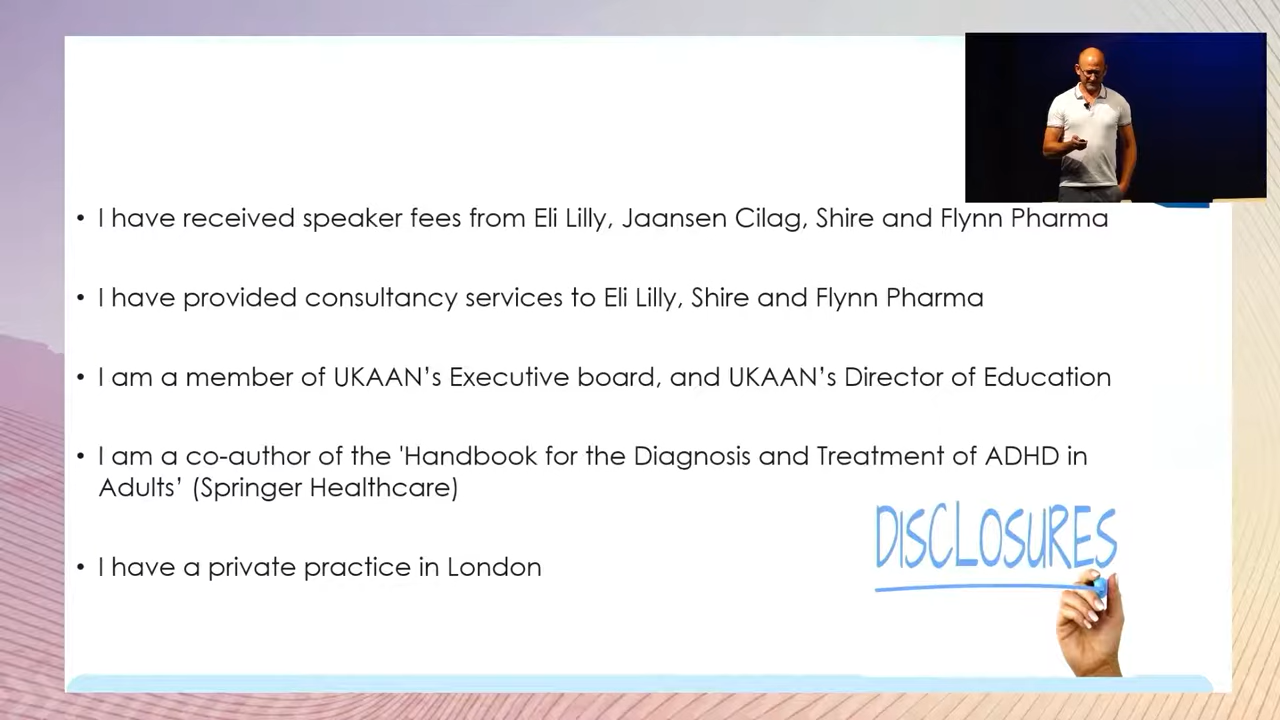 • I have received speaker fees from Eli Lilly, Jaansen Cilag, Shire and Flynn Pharma
• I have provided consultancy services to Eli Lilly, Shire and Flynn Pharma
• I am a member of UKAAN’s Executive board, and UKAAN’s Director of Education
• I am a co-author of the 'Handbook for the Diagnosis and Treatment of ADHD in
Adults’ (Springer Healthcare)
• I have a private practice in London
DISCLOSURES